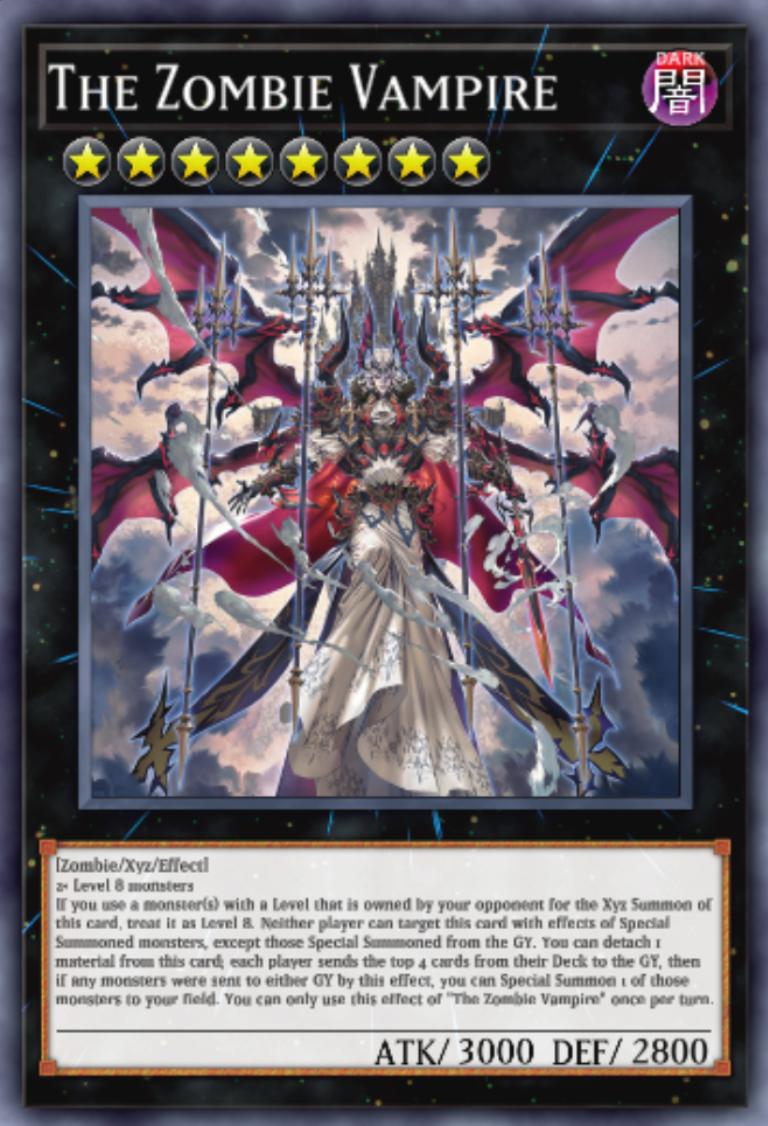 THE ZOMBIE VAMPIRE
DARK
闇
[Zombie/Xyz/Effect]
2+ Level 8 monsters
If you use a monster(s) with a Level that is owned by your opponent for the Xyz Summon of
this card, treat it as Level 8. Neither player can target this card with effects of Special
Summoned monsters, except those Special Summoned from the GY. You can detach 1
material from this card; each player sends the top 4 cards from their Deck to the GY, then
if any monsters were sent to either GY by this effect, you can Special Summon 1 of those
monsters to your field. You can only use this effect of "The Zombie Vampire" once per turn.
ATK/ 3000 DEF/ 2800